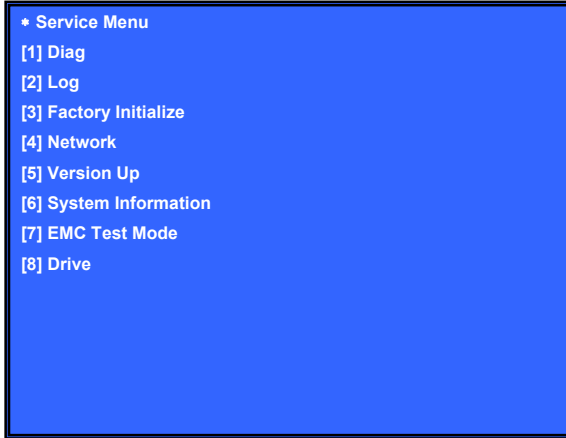 * Service Menu
[1] Diag
[2] Log
[3] Factory Initialize
[4] Network
[5] Version Up
[6] System Information
[7] EMC Test Mode
[8] Drive